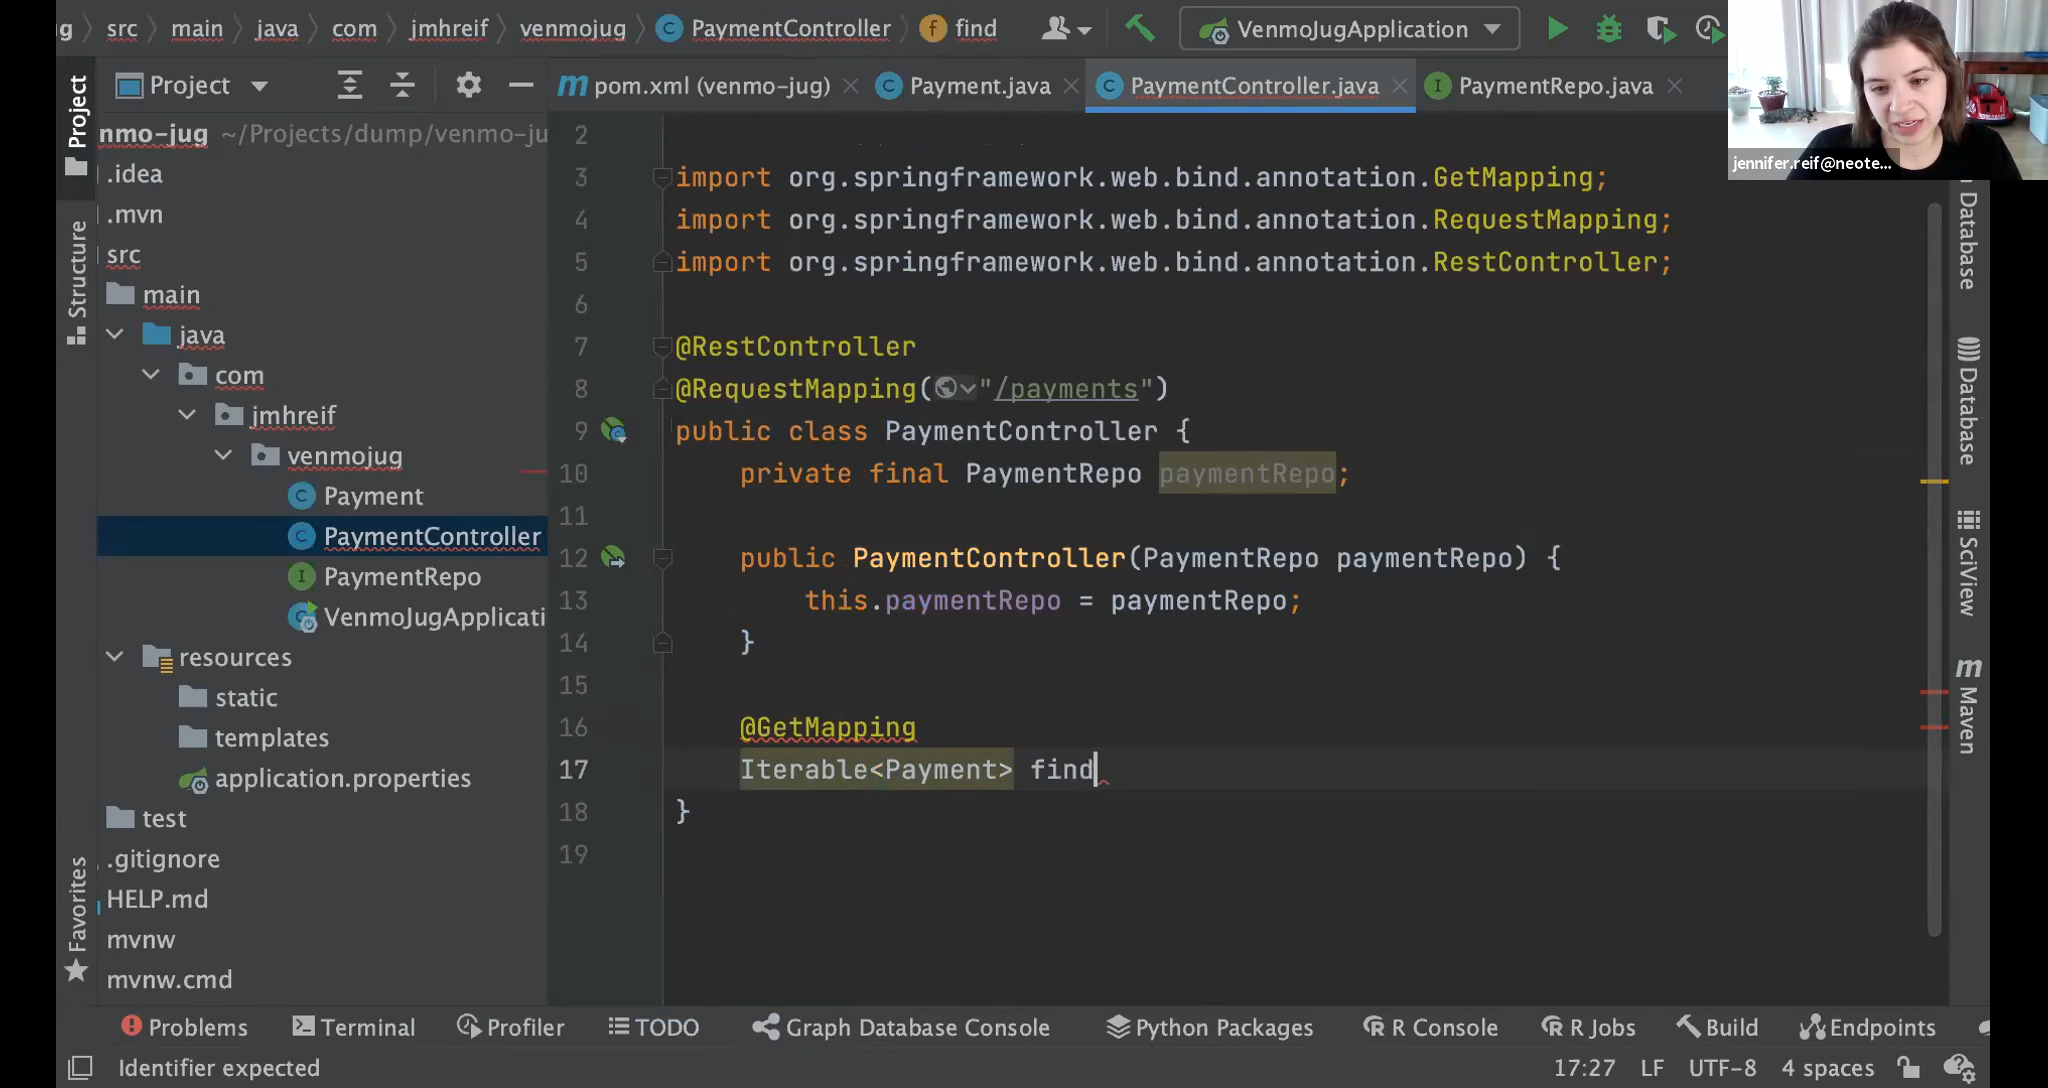 g src main java com jmhreif venmojug PaymentController find VenmoJugApplication
Project
pom.xml (venmo-jug) Payment.java PaymentController.java PaymentRepo.java
Project
Structure
Favorites
nmo-jug ~/Projects/dump/venmo-ju
.idea
.mvn
src
main
java
com
jmhreif
venmojug
Payment
PaymentController
PaymentRepo
VenmoJugApplicati
resources
static
templates
application.properties
test
.gitignore
HELP.md
mvnw
mvnw.cmd
2
3 import org.springframework.web.bind.annotation.GetMapping;
4 import org.springframework.web.bind.annotation.RequestMapping;
5 import org.springframework.web.bind.annotation.RestController;
6
7 @RestController
8 @RequestMapping("/payments")
9 public class PaymentController {
10 private final PaymentRepo paymentRepo;
11
12 public PaymentController(PaymentRepo paymentRepo) {
13 this.paymentRepo = paymentRepo;
14 }
15
16 @GetMapping
17 Iterable<Payment> find
18 }
19
jennifer.reif@neote...
Database
Database
SciView
Maven
Problems Terminal Profiler TODO Graph Database Console Python Packages R Console R Jobs Build Endpoints
Identifier expected 17:27 LF UTF-8 4 spaces